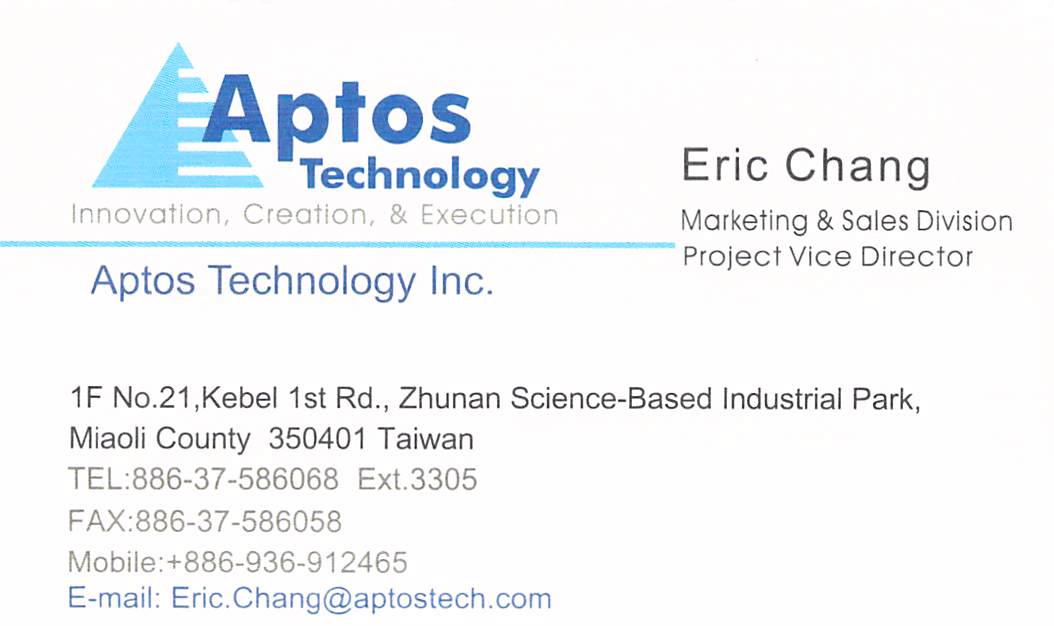 Aptos
Technology
Innovation, Creation, & Execution
Aptos Technology Inc.
Eric Chang
Marketing & Sales Division
Project Vice Director
1F No.21,Kebel 1st Rd., Zhunan Science-Based Industrial Park,
Miaoli County 350401 Taiwan
TEL:886-37-586068 Ext.3305
FAX:886-37-586058
Mobile:+886-936-912465
E-mail: Eric.Chang@aptostech.com